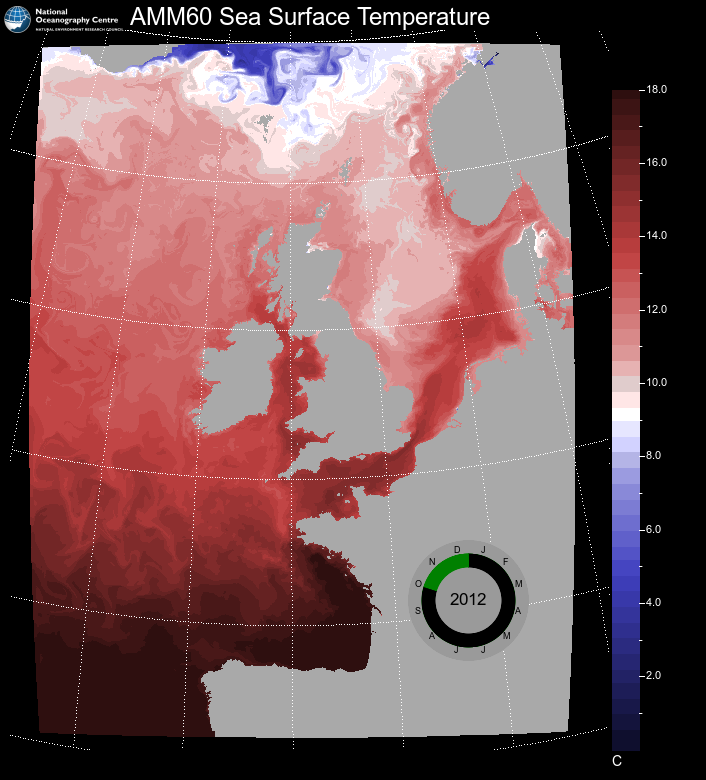 National
Oceanography Centre
NATURAL ENVIRONMENT RESEARCH COUNCIL
AMM60 Sea Surface Temperature
18.0
16.0
14.0
12.0
10.0
8.0
6.0
4.0
2.0
C
D J
N F
O M
2012
S A
A M
J J